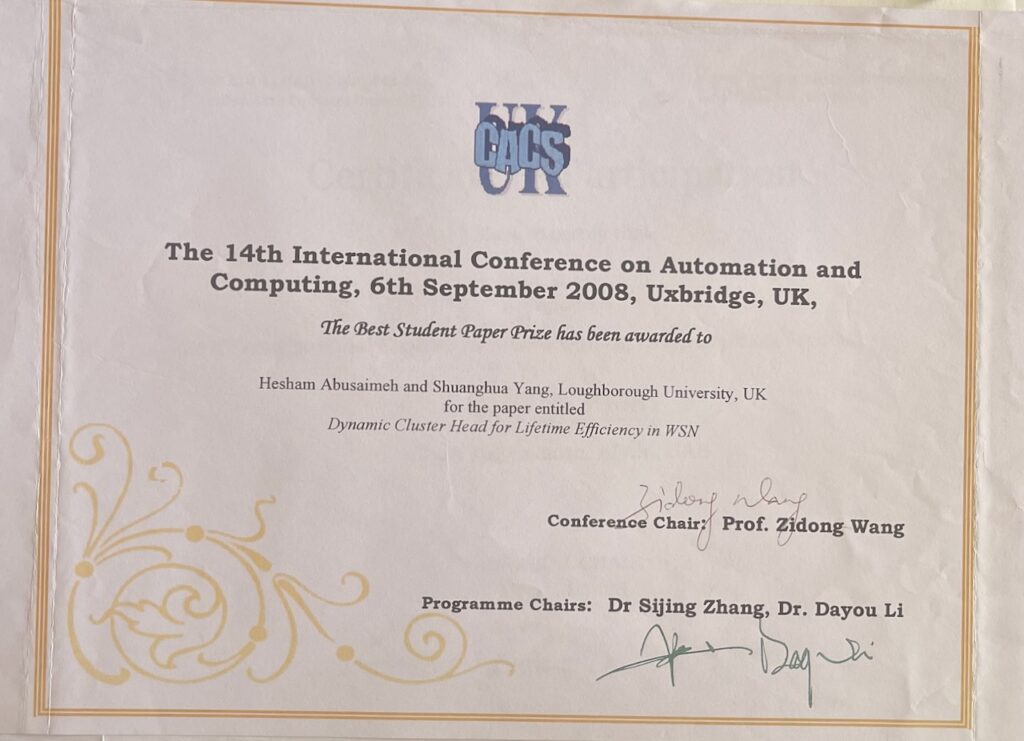 UK
CACS
The 14th International Conference on Automation and
Computing, 6th September 2008, Uxbridge, UK,
The Best Student Paper Prize has been awarded to
Hesham Abusaimeh and Shuanghua Yang, Loughborough University, UK
for the paper entitled
Dynamic Cluster Head for Lifetime Efficiency in WSN
Zidong Wang
Conference Chair: Prof. Zidong Wang
Programme Chairs: Dr Sijing Zhang, Dr. Dayou Li